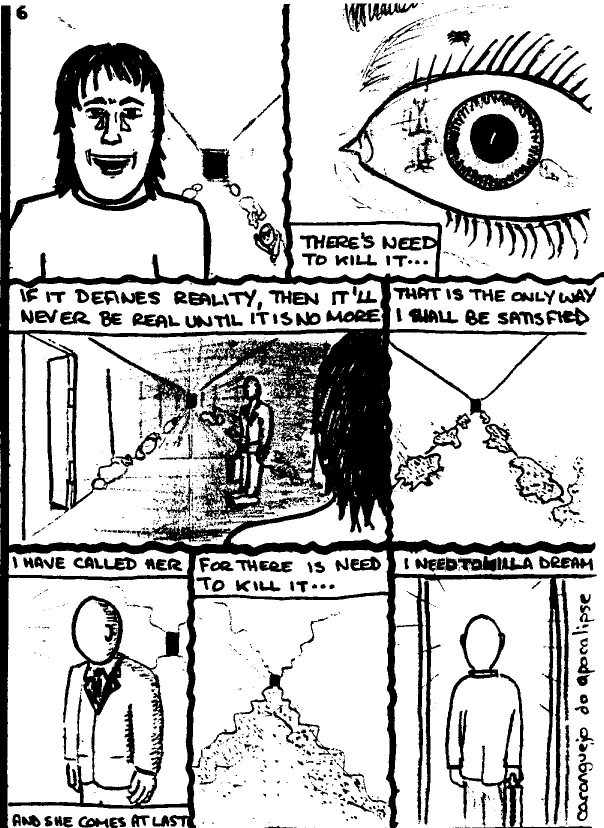 6
THERE'S NEED
TO KILL IT...
IF IT DEFINES REALITY, THEN IT'LL
NEVER BE REAL UNTIL IT IS NO MORE
THAT IS THE ONLY WAY
I SHALL BE SATISFIED
I HAVE CALLED HER
AND SHE COMES AT LAST
FOR THERE IS NEED
TO KILL IT...
I NEED TO KILL A DREAM
caranguejo do apocalipse